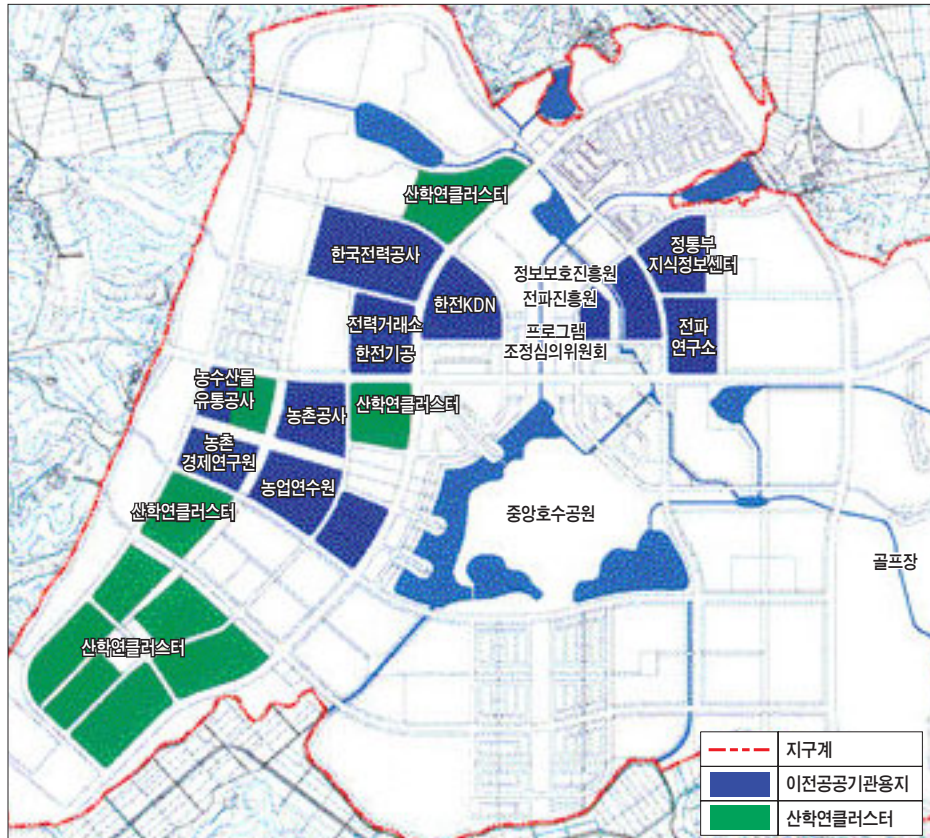 산학연클러스터
한국전력공사
정통부
지식정보센터
정보보호진흥원
한전KDN
전파진흥원
전력거래소
한전기공
프로그램
조정심의위원회
전파
연구소
농수산물
유통공사
농촌공사
산학연클러스터
농촌
경제연구원
농업연수원
산학연클러스터
중앙호수공원
골프장
산학연클러스터
지구계
이전공공기관용지
산학연클러스터